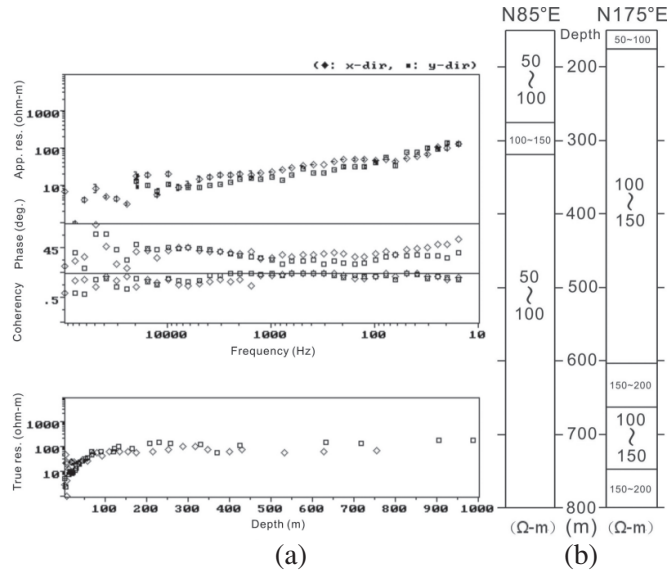 (◆: x-dir, ▪: y-dir)
App. res. (ohm-m)
1000
100
10
Phase (deg.)
45
Coherency
.5
10000
1000
100
10
Frequency (Hz)
True res. (ohm-m)
1000
100
10
100 200 300 400 500 600 700 800 900 1000
Depth (m)
(a)
N85°E
N175°E
Depth
200
300
400
500
600
700
800
50
~
100
100~150
50
~
100
50~100
100
~
150
150~200
100
~
150
150~200
(Ω-m) (m) (Ω-m)
(b)